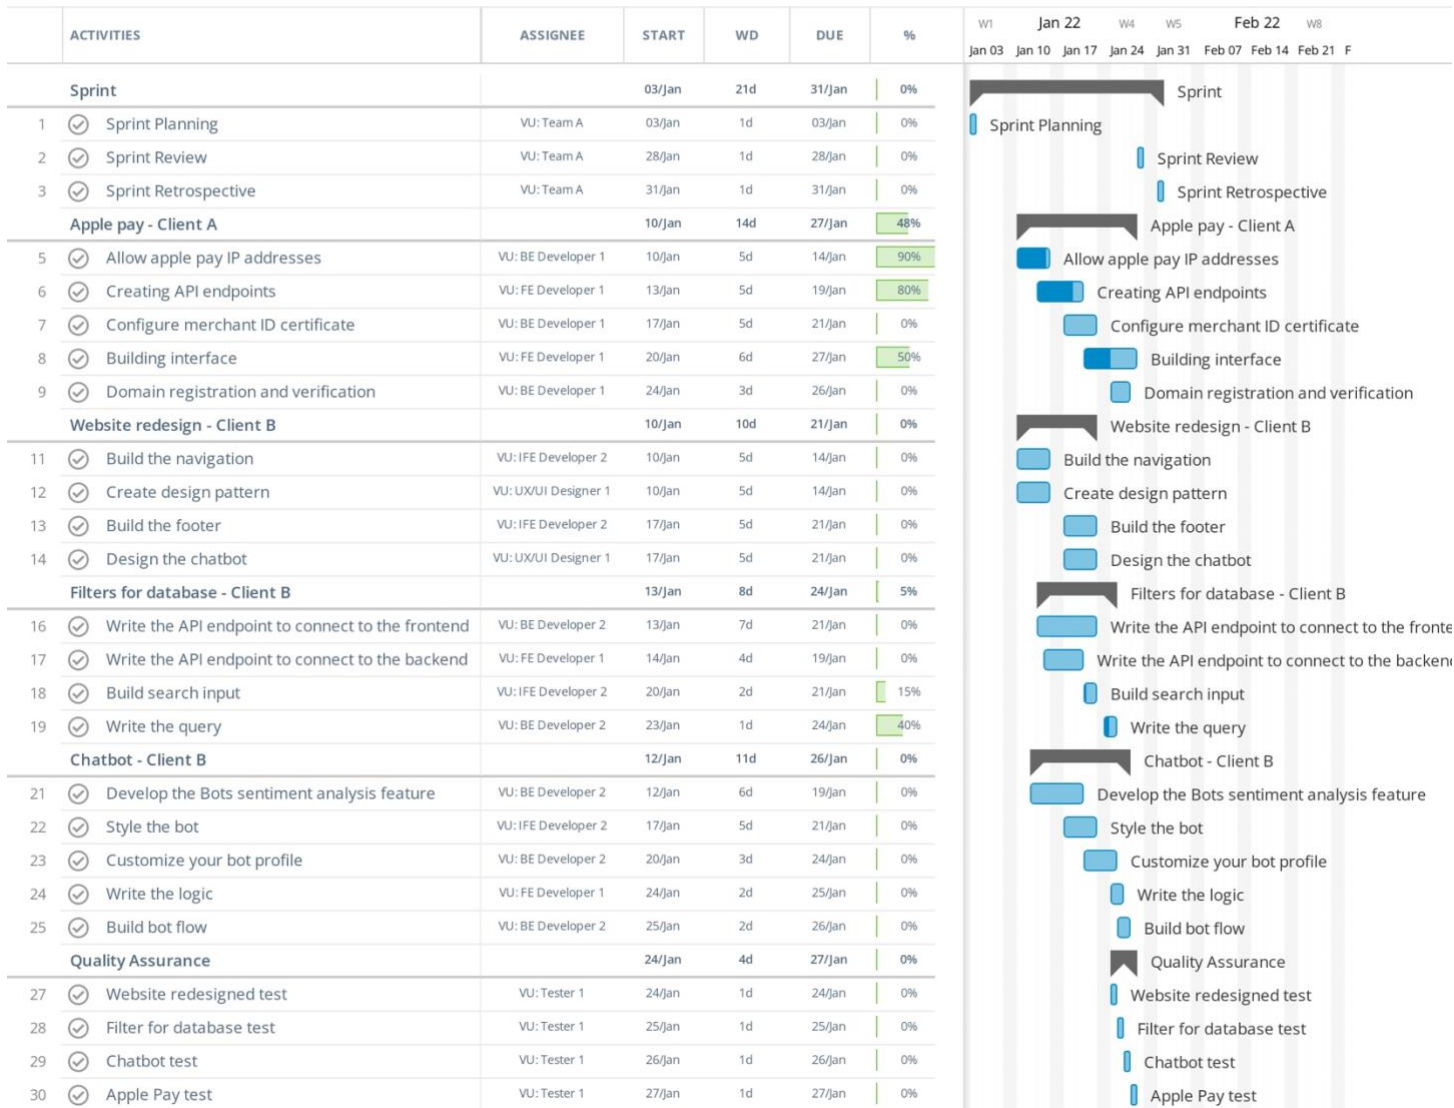 ACTIVITIES ASSIGNEE START WD DUE % W1 Jan 22 W4 W5 Feb 22 W8
Jan 03 Jan 10 Jan 17 Jan 24 Jan 31 Feb 07 Feb 14 Feb 21 F
Sprint 03/Jan 21d 31/Jan 0% Sprint
1 Sprint Planning VU: Team A 03/Jan 1d 03/Jan 0% Sprint Planning
2 Sprint Review VU: Team A 28/Jan 1d 28/Jan 0% Sprint Review
3 Sprint Retrospective VU: Team A 31/Jan 1d 31/Jan 0% Sprint Retrospective
Apple pay - Client A 10/Jan 14d 27/Jan 48% Apple pay - Client A
5 Allow apple pay IP addresses VU: BE Developer 1 10/Jan 5d 14/Jan 90% Allow apple pay IP addresses
6 Creating API endpoints VU: FE Developer 1 13/Jan 5d 19/Jan 80% Creating API endpoints
7 Configure merchant ID certificate VU: BE Developer 1 17/Jan 5d 21/Jan 0% Configure merchant ID certificate
8 Building interface VU: FE Developer 1 20/Jan 6d 27/Jan 50% Building interface
9 Domain registration and verification VU: BE Developer 1 24/Jan 3d 26/Jan 0% Domain registration and verification
Website redesign - Client B 10/Jan 10d 21/Jan 0% Website redesign - Client B
11 Build the navigation VU: IFE Developer 2 10/Jan 5d 14/Jan 0% Build the navigation
12 Create design pattern VU: UX/UI Designer 1 10/Jan 5d 14/Jan 0% Create design pattern
13 Build the footer VU: IFE Developer 2 17/Jan 5d 21/Jan 0% Build the footer
14 Design the chatbot VU: UX/UI Designer 1 17/Jan 5d 21/Jan 0% Design the chatbot
Filters for database - Client B 13/Jan 8d 24/Jan 5% Filters for database - Client B
16 Write the API endpoint to connect to the frontend VU: BE Developer 2 13/Jan 7d 21/Jan 0% Write the API endpoint to connect to the fronte
17 Write the API endpoint to connect to the backend VU: FE Developer 1 14/Jan 4d 19/Jan 0% Write the API endpoint to connect to the backend
18 Build search input VU: IFE Developer 2 20/Jan 2d 21/Jan 15% Build search input
19 Write the query VU: BE Developer 2 23/Jan 1d 24/Jan 40% Write the query
Chatbot - Client B 12/Jan 11d 26/Jan 0% Chatbot - Client B
21 Develop the Bots sentiment analysis feature VU: BE Developer 2 12/Jan 6d 19/Jan 0% Develop the Bots sentiment analysis feature
22 Style the bot VU: IFE Developer 2 17/Jan 5d 21/Jan 0% Style the bot
23 Customize your bot profile VU: BE Developer 2 20/Jan 3d 24/Jan 0% Customize your bot profile
24 Write the logic VU: FE Developer 1 24/Jan 2d 25/Jan 0% Write the logic
25 Build bot flow VU: BE Developer 2 25/Jan 2d 26/Jan 0% Build bot flow
Quality Assurance 24/Jan 4d 27/Jan 0% Quality Assurance
27 Website redesigned test VU: Tester 1 24/Jan 1d 24/Jan 0% Website redesigned test
28 Filter for database test VU: Tester 1 25/Jan 1d 25/Jan 0% Filter for database test
29 Chatbot test VU: Tester 1 26/Jan 1d 26/Jan 0% Chatbot test
30 Apple Pay test VU: Tester 1 27/Jan 1d 27/Jan 0% Apple Pay test